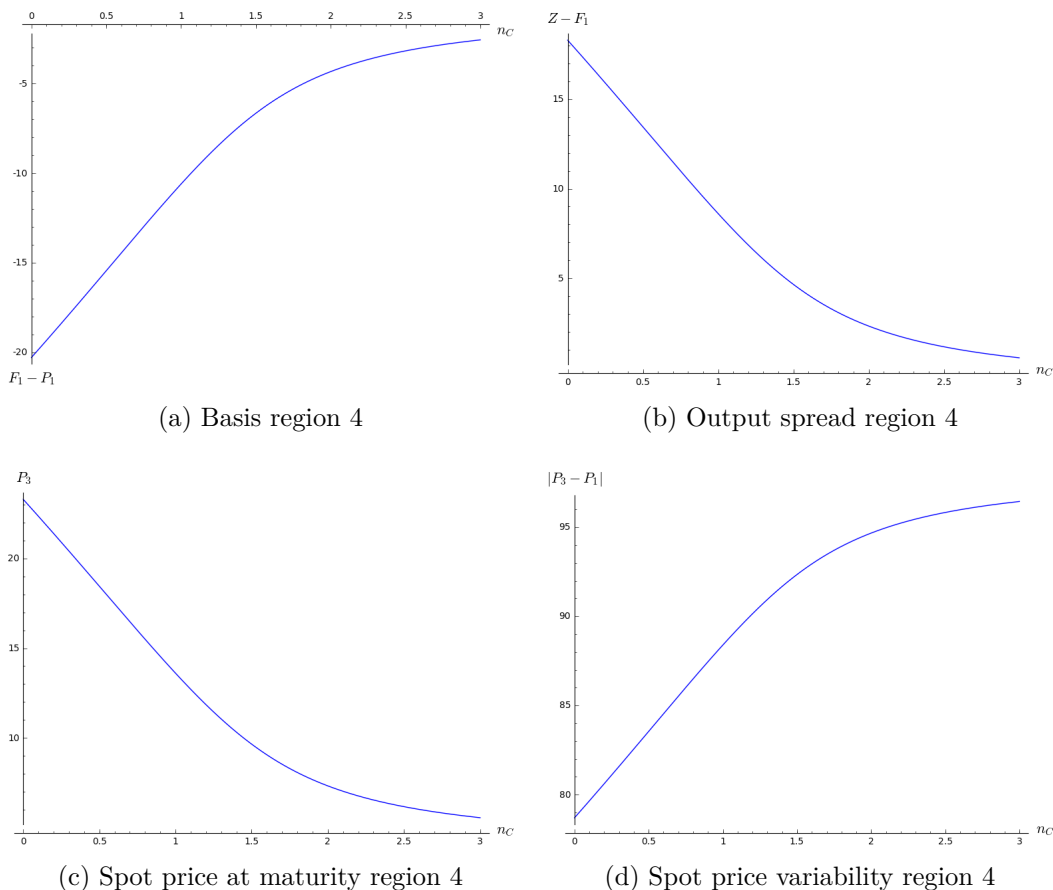 0 0.5 1 1.5 2 2.5 3
n_C
-5
-10
-15
-20
F_1 − P_1
(a) Basis region 4
Z − F_1
15
10
5
0 0.5 1 1.5 2 2.5 3
n_C
(b) Output spread region 4
P_3
20
15
10
0 0.5 1 1.5 2 2.5 3
n_C
(c) Spot price at maturity region 4
|P_3 − P_1|
95
90
85
80
0 0.5 1 1.5 2 2.5 3
n_C
(d) Spot price variability region 4